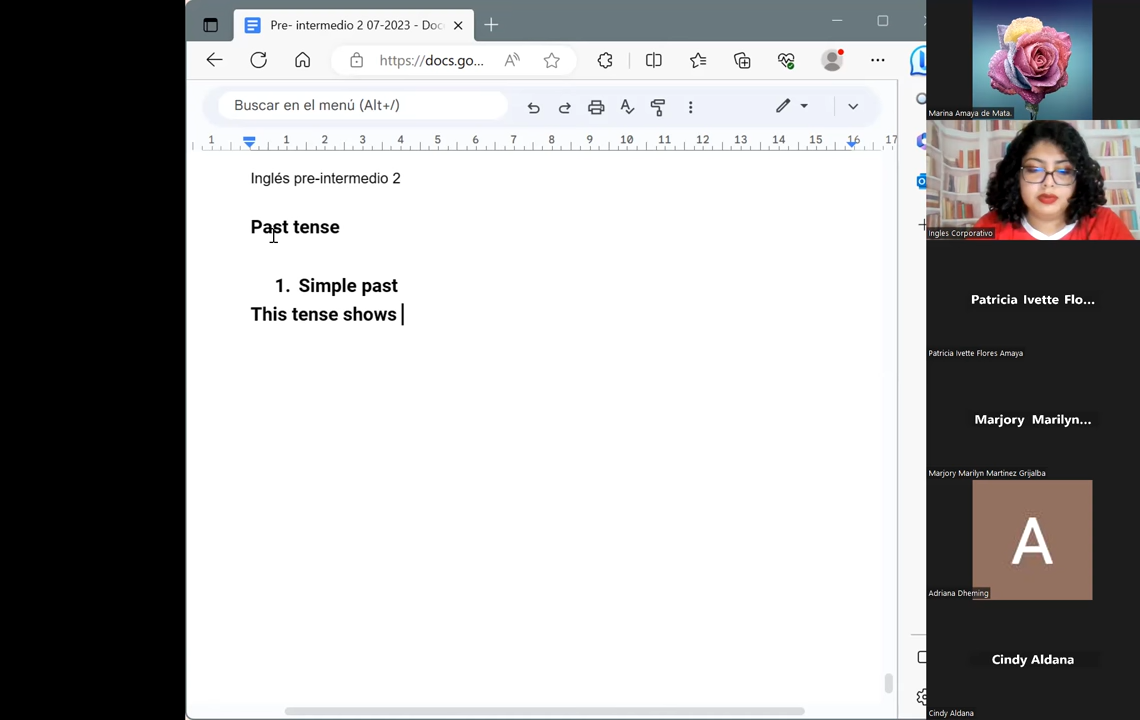 Pre- intermedio 2 07-2023 - Doc
https://docs.go...
Buscar en el menú (Alt+/)
1 1 2 3 4 5 6 7 8 9 10 11 12 13 14 15 16 17
Inglés pre-intermedio 2
Past tense
1. Simple past
This tense shows
Marina Amaya de Mata.
Ingles Corporativo
Patricia Ivette Flo...
Patricia Ivette Flores Amaya
Marjory Marilyn...
Marjory Marilyn Martinez Grijalba
A
Adriana Dheming
Cindy Aldana
Cindy Aldana